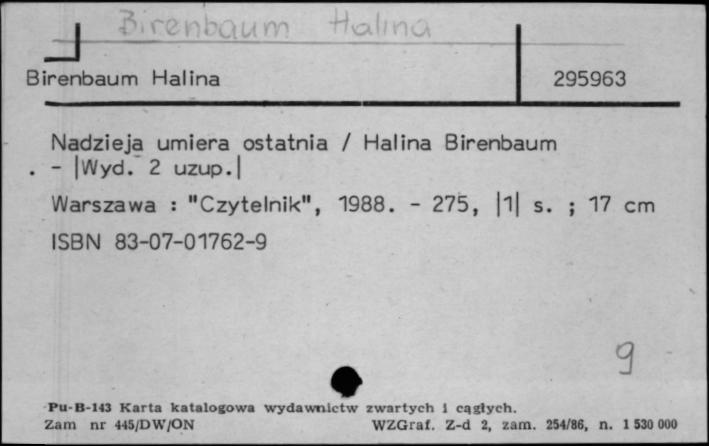 Birenbaum Halina
Birenbaum Halina 295963
Nadzieja umiera ostatnia / Halina Birenbaum
. - |Wyd. 2 uzup.|
Warszawa : "Czytelnik", 1988. - 275, |1| s. ; 17 cm
ISBN 83-07-01762-9
9
Pu-B-143 Karta katalogowa wydawnictw zwartych i ciągłych.
Zam nr 445/DW/ON WZGraf. Z-d 2, zam. 254/86, n. 1 530 000